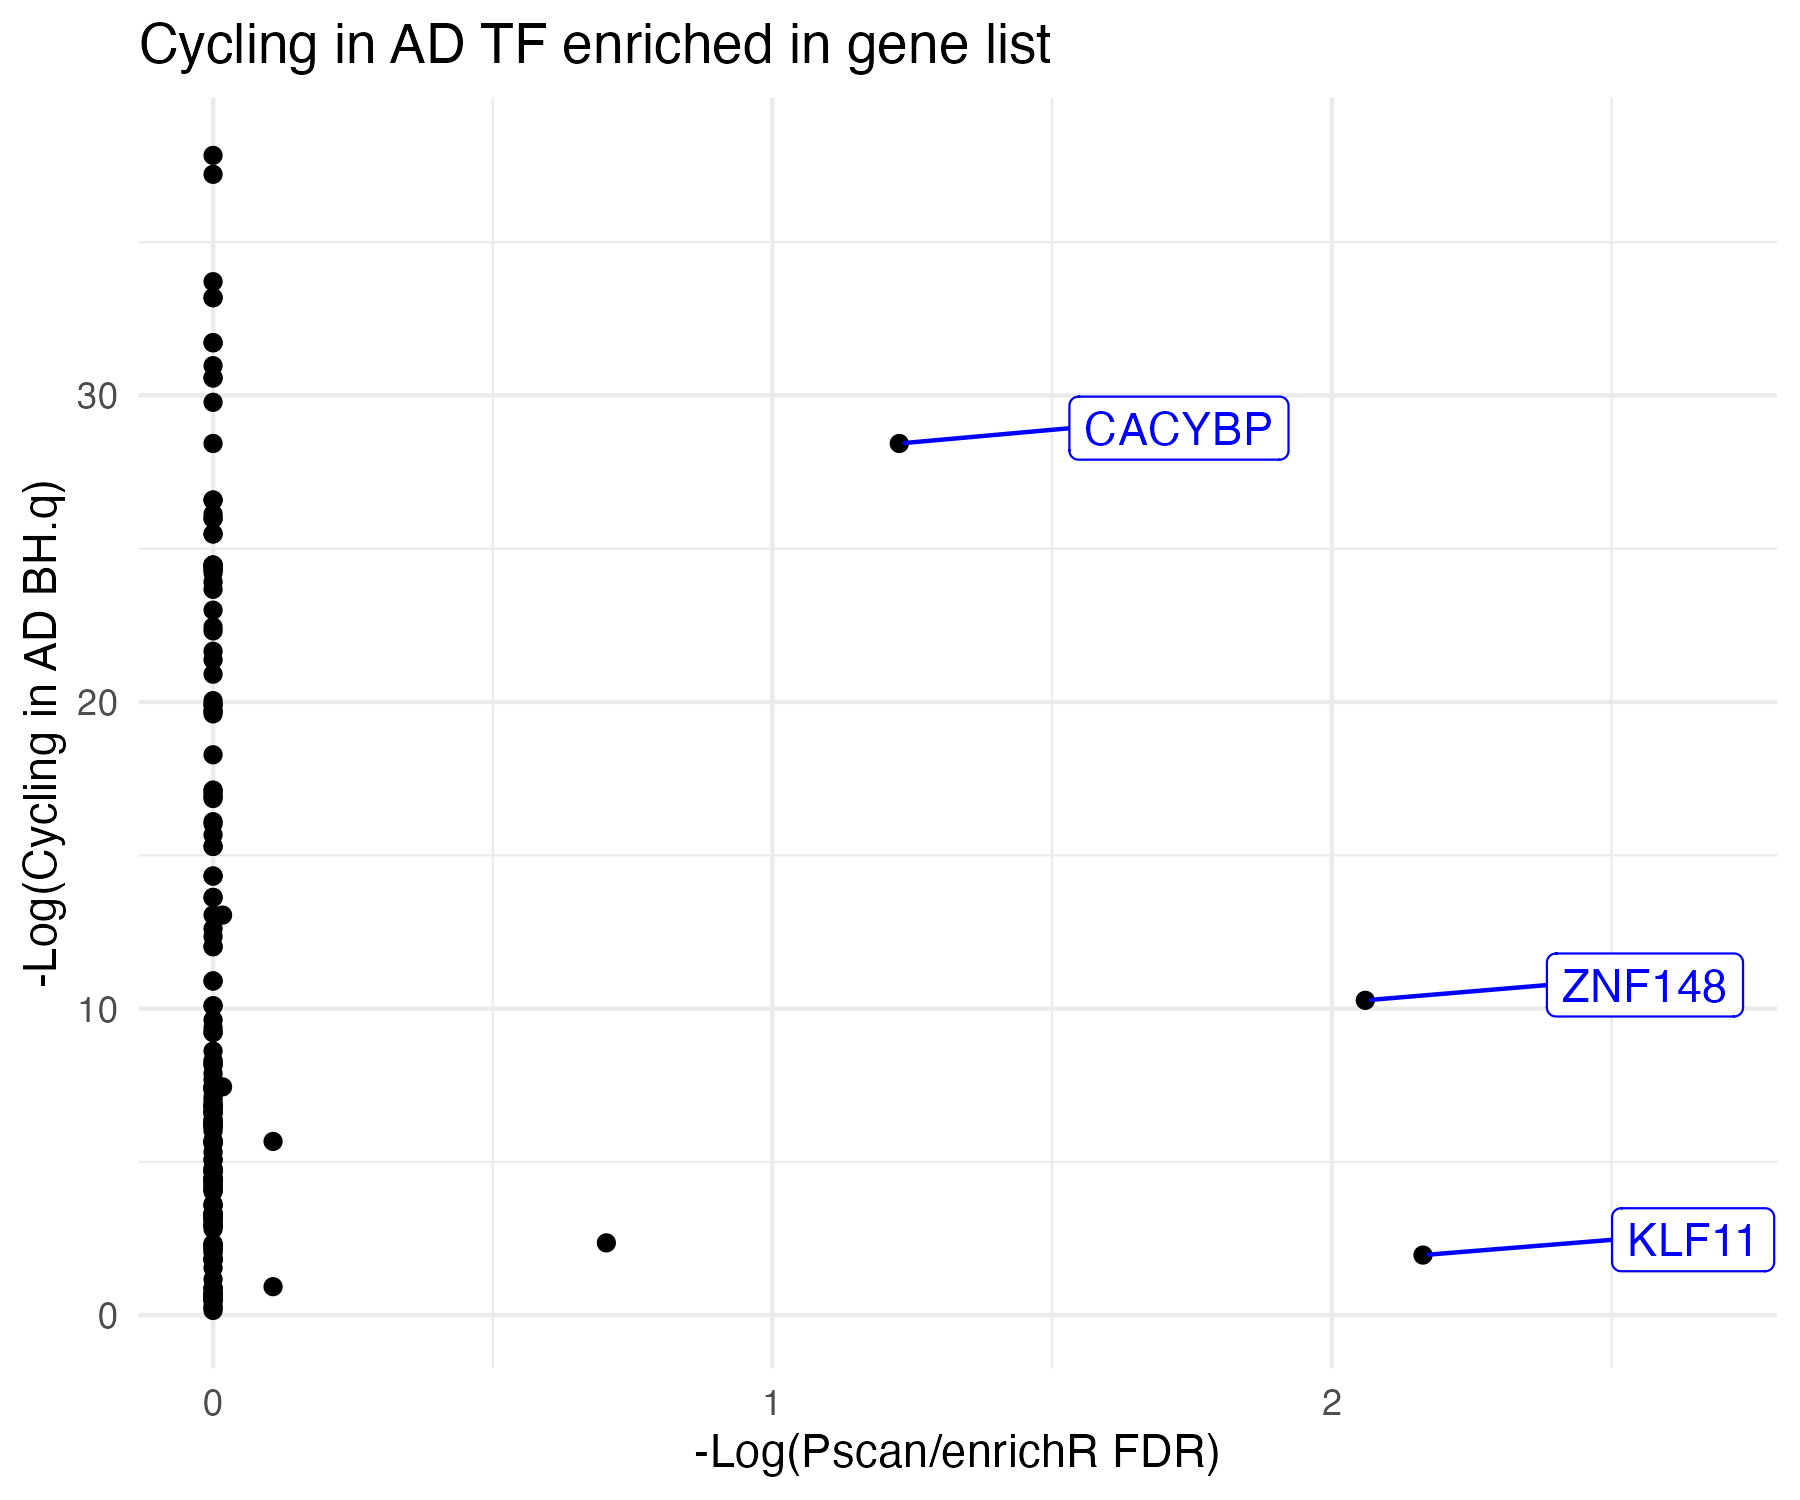 Cycling in AD TF enriched in gene list
-Log(Cycling in AD BH.q)
30
20
10
0
CACYBP
ZNF148
KLF11
0
1
2
-Log(Pscan/enrichR FDR)